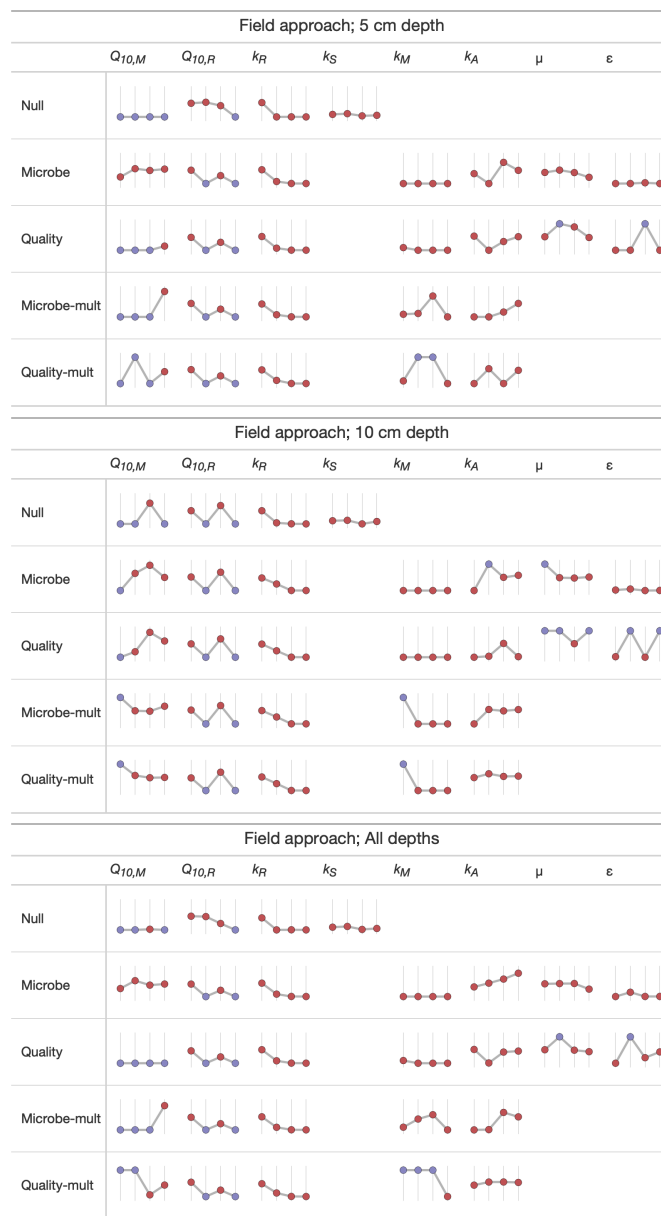 Field approach; 5 cm depth
Q10,M Q10,R kR kS kM kA μ ε
Null
Microbe
Quality
Microbe-mult
Quality-mult
Field approach; 10 cm depth
Q10,M Q10,R kR kS kM kA μ ε
Null
Microbe
Quality
Microbe-mult
Quality-mult
Field approach; All depths
Q10,M Q10,R kR kS kM kA μ ε
Null
Microbe
Quality
Microbe-mult
Quality-mult